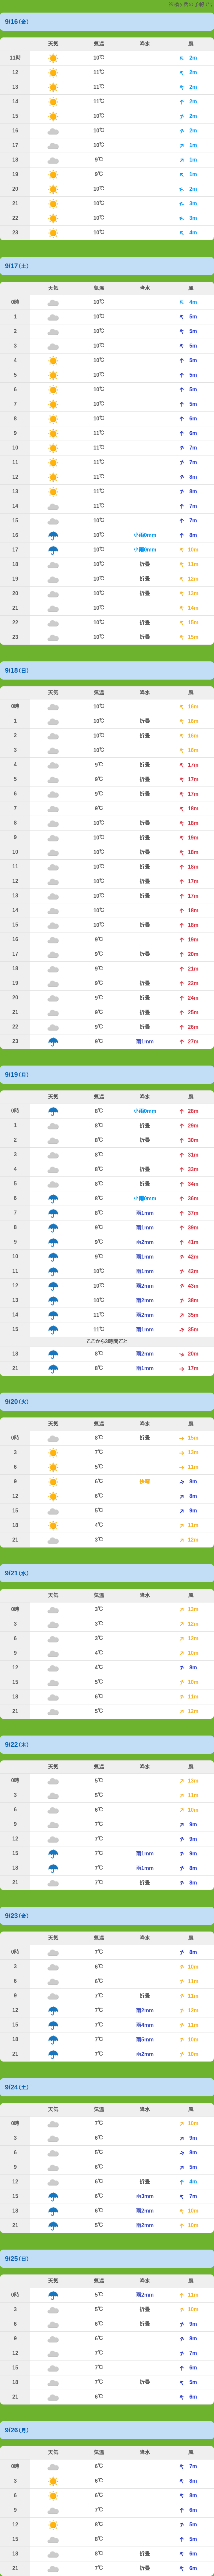 9/16(金)
天気 気温 降水 風
11時 10℃ 2m
12 11℃ 2m
13 11℃ 2m
14 11℃ 2m
15 10℃ 2m
16 10℃ 2m
17 10℃ 1m
18 9℃ 1m
19 9℃ 1m
20 10℃ 2m
21 10℃ 3m
22 10℃ 3m
23 10℃ 4m
9/17(土)
天気 気温 降水 風
0時 10℃ 4m
1 10℃ 5m
2 10℃ 5m
3 10℃ 5m
4 10℃ 5m
5 10℃ 5m
6 10℃ 5m
7 10℃ 5m
8 10℃ 6m
9 11℃ 6m
10 11℃ 7m
11 11℃ 7m
12 11℃ 8m
13 11℃ 8m
14 11℃ 7m
15 10℃ 7m
16 10℃ 小雨0mm 8m
17 10℃ 小雨0mm 10m
18 10℃ 折畳 11m
19 10℃ 折畳 12m
20 10℃ 折畳 13m
21 10℃ 14m
22 10℃ 折畳 15m
23 10℃ 折畳 15m
9/18(日)
天気 気温 降水 風
0時 10℃ 16m
1 10℃ 折畳 16m
2 10℃ 折畳 16m
3 10℃ 16m
4 9℃ 折畳 17m
5 9℃ 折畳 17m
6 9℃ 折畳 17m
7 9℃ 18m
8 9℃ 折畳 18m
9 10℃ 折畳 19m
10 10℃ 折畳 18m
11 10℃ 折畳 18m
12 10℃ 折畳 17m
13 10℃ 折畳 17m
14 10℃ 18m
15 10℃ 折畳 18m
16 9℃ 19m
17 9℃ 折畳 20m
18 9℃ 21m
19 9℃ 折畳 22m
20 9℃ 折畳 24m
21 9℃ 折畳 25m
22 9℃ 折畳 26m
23 9℃ 雨1mm 27m
9/19(月)
天気 気温 降水 風
0時 8℃ 小雨0mm 28m
1 8℃ 折畳 29m
2 8℃ 折畳 30m
3 8℃ 31m
4 8℃ 折畳 33m
5 8℃ 折畳 34m
6 8℃ 小雨0mm 36m
7 8℃ 雨1mm 37m
8 9℃ 雨1mm 39m
9 9℃ 雨2mm 41m
10 9℃ 雨1mm 42m
11 10℃ 雨1mm 42m
12 10℃ 雨2mm 43m
13 10℃ 雨2mm 38m
14 11℃ 雨2mm 35m
15 11℃ 雨1mm 35m
ここから3時間ごと
18 8℃ 雨2mm 20m
21 8℃ 雨1mm 17m
9/20(火)
天気 気温 降水 風
0時 8℃ 折畳 15m
3 7℃ 13m
6 5℃ 11m
9 6℃ 8m
12 6℃ 8m
15 5℃ 9m
18 4℃ 11m
21 3℃ 12m
9/21(水)
天気 気温 降水 風
0時 3℃ 13m
3 3℃ 12m
6 3℃ 12m
9 4℃ 10m
12 4℃ 8m
15 5℃ 10m
18 6℃ 11m
21 5℃ 12m
9/22(木)
天気 気温 降水 風
0時 5℃ 13m
3 5℃ 11m
6 6℃ 10m
9 7℃ 9m
12 7℃ 9m
15 7℃ 雨1mm 9m
18 7℃ 雨1mm 8m
21 7℃ 折畳 8m
9/23(金)
天気 気温 降水 風
0時 7℃ 8m
3 6℃ 10m
6 6℃ 11m
9 7℃ 折畳 11m
12 7℃ 雨2mm 12m
15 7℃ 雨4mm 11m
18 7℃ 雨5mm 10m
21 7℃ 雨2mm 10m
9/24(土)
天気 気温 降水 風
0時 7℃ 10m
3 6℃ 9m
6 5℃ 8m
9 6℃ 5m
12 6℃ 折畳 4m
15 6℃ 雨3mm 7m
18 6℃ 雨2mm 10m
21 5℃ 雨2mm 10m
9/25(日)
天気 気温 降水 風
0時 5℃ 雨2mm 11m
3 5℃ 折畳 10m
6 6℃ 折畳 9m
9 6℃ 8m
12 7℃ 7m
15 7℃ 6m
18 7℃ 折畳 5m
21 6℃ 6m
9/26(月)
天気 気温 降水 風
0時 6℃ 7m
3 6℃ 8m
6 6℃ 8m
9 7℃ 6m
12 8℃ 5m
15 8℃ 5m
18 8℃ 折畳 6m
21 7℃ 折畳 6m